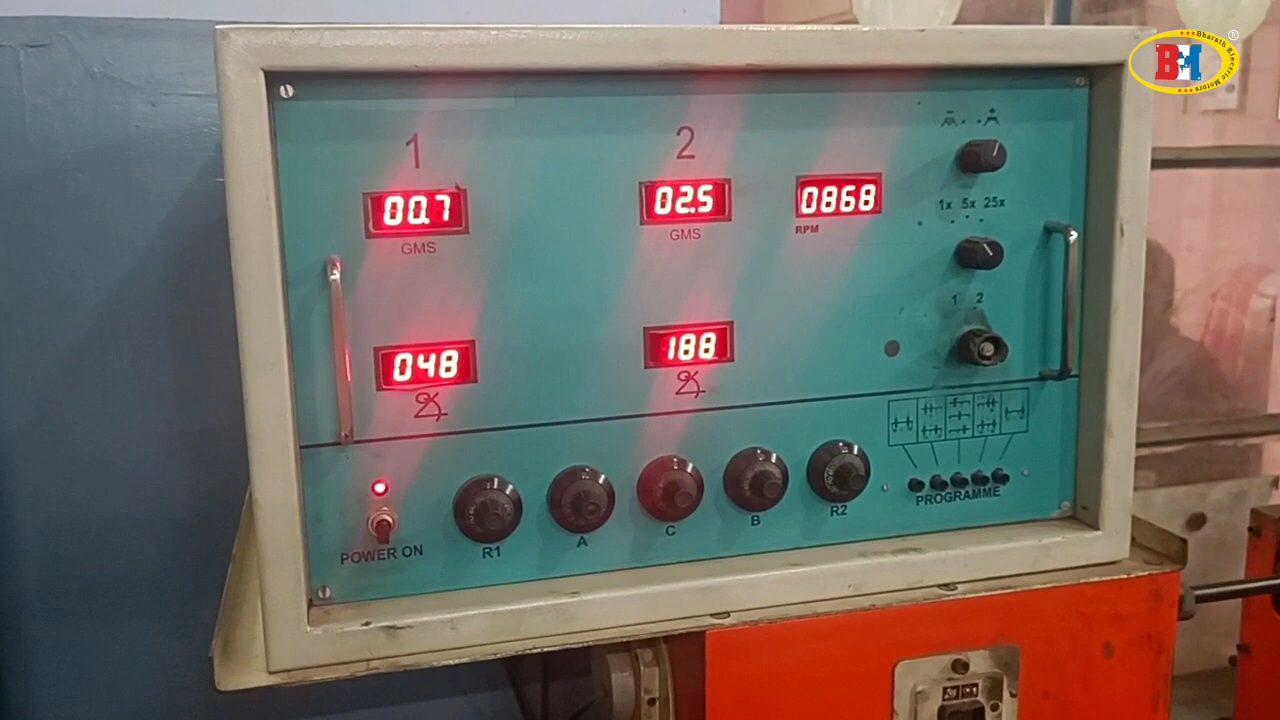 BEM
★★★Bharath Electric Motors★★★
®
1
2
00.7
GMS
02.5
GMS
0868
RPM
1x 5x 25x
1 2
048
188
POWER ON
R1
A
C
B
R2
PROGRAMME